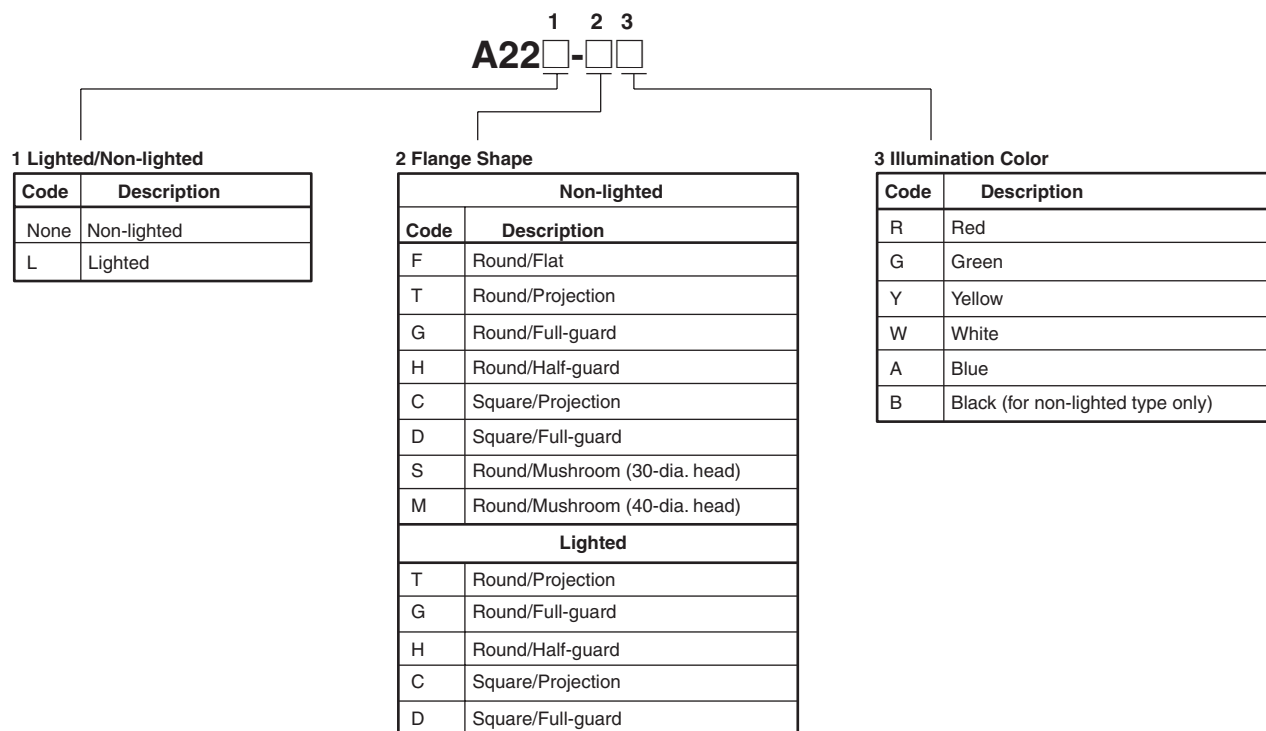 1 2 3
A22□-□□
1 Lighted/Non-lighted
Code Description
None Non-lighted
L Lighted
2 Flange Shape
Non-lighted
Code Description
F Round/Flat
T Round/Projection
G Round/Full-guard
H Round/Half-guard
C Square/Projection
D Square/Full-guard
S Round/Mushroom (30-dia. head)
M Round/Mushroom (40-dia. head)
Lighted
T Round/Projection
G Round/Full-guard
H Round/Half-guard
C Square/Projection
D Square/Full-guard
3 Illumination Color
Code Description
R Red
G Green
Y Yellow
W White
A Blue
B Black (for non-lighted type only)